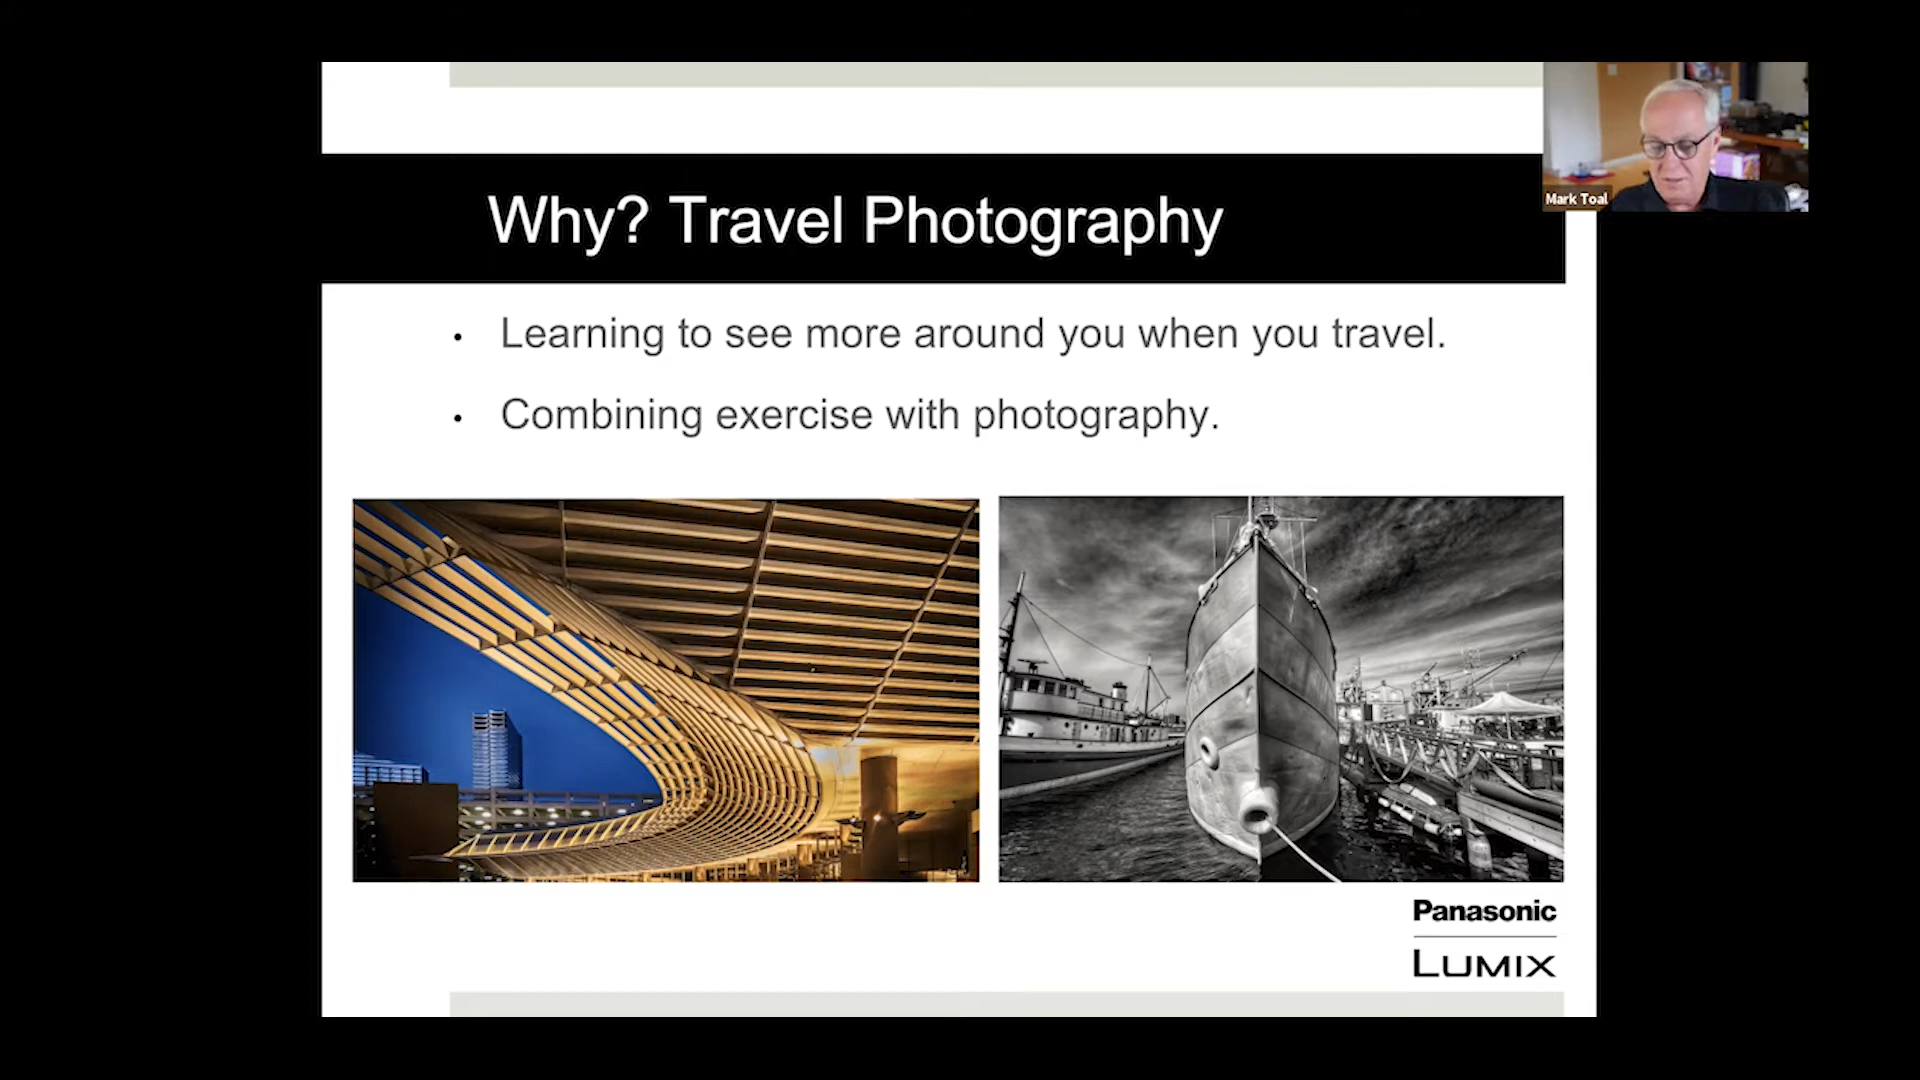 Why? Travel Photography
Mark Toal
• Learning to see more around you when you travel.
• Combining exercise with photography.
Panasonic
LUMIX